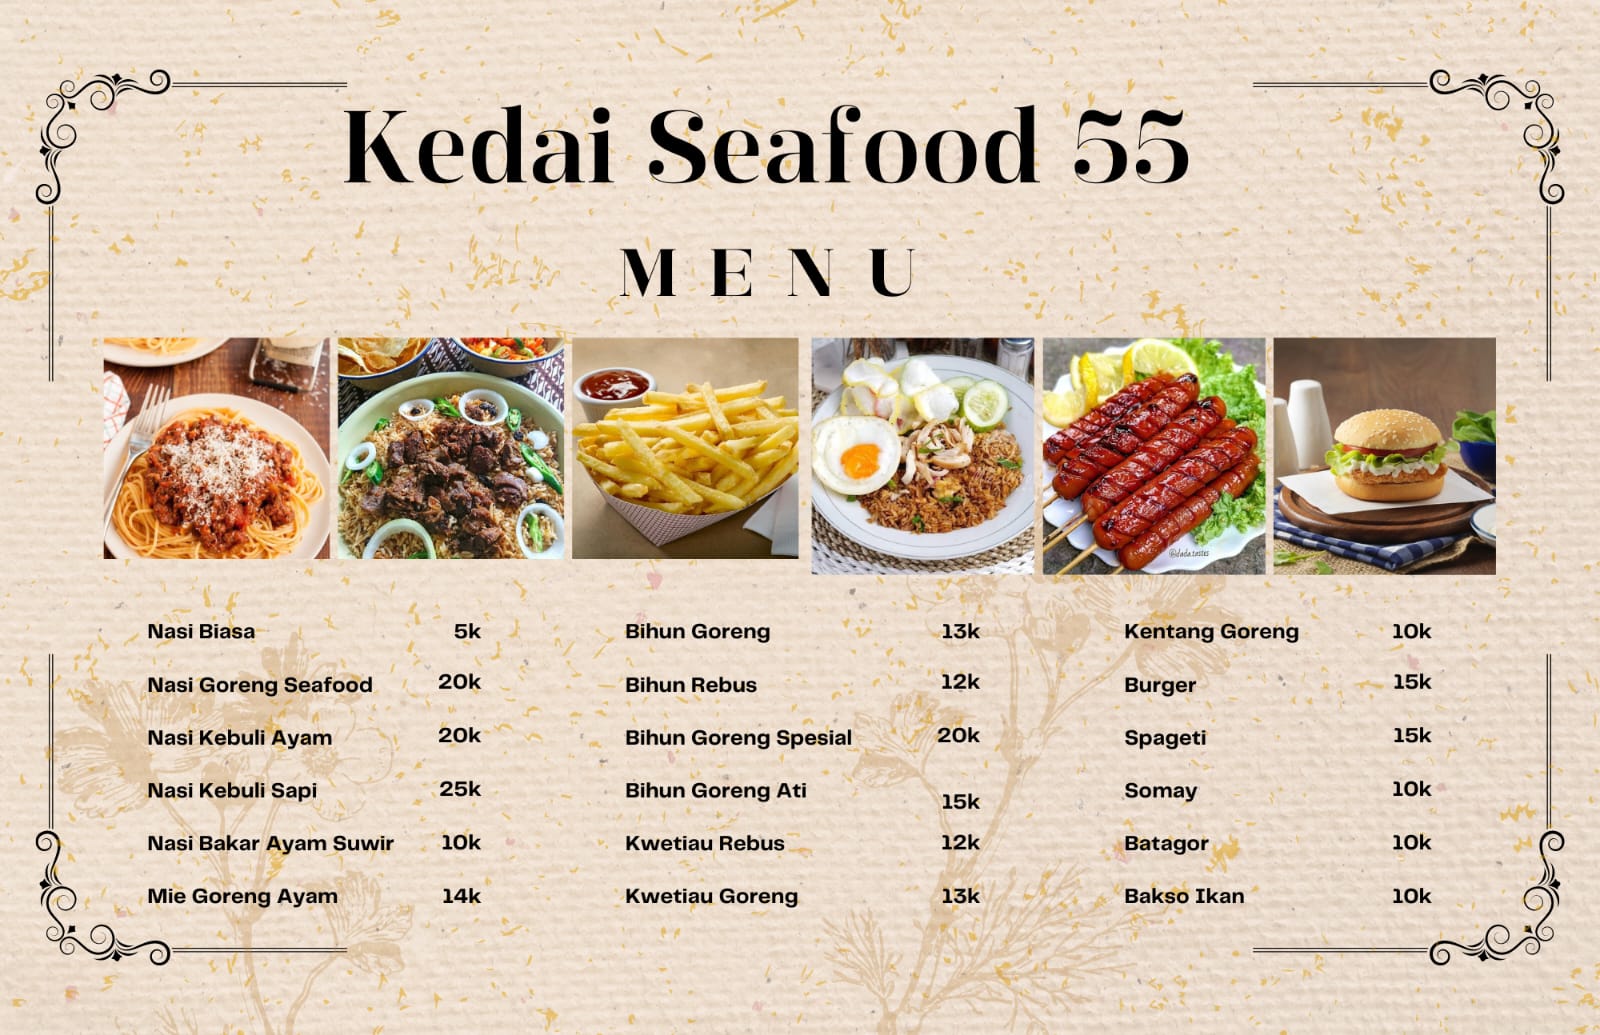 Kedai Seafood 55
MENU
@dada.tastes
Nasi Biasa 5k
Nasi Goreng Seafood 20k
Nasi Kebuli Ayam 20k
Nasi Kebuli Sapi 25k
Nasi Bakar Ayam Suwir 10k
Mie Goreng Ayam 14k
Bihun Goreng 13k
Bihun Rebus 12k
Bihun Goreng Spesial 20k
Bihun Goreng Ati 15k
Kwetiau Rebus 12k
Kwetiau Goreng 13k
Kentang Goreng 10k
Burger 15k
Spageti 15k
Somay 10k
Batagor 10k
Bakso Ikan 10k